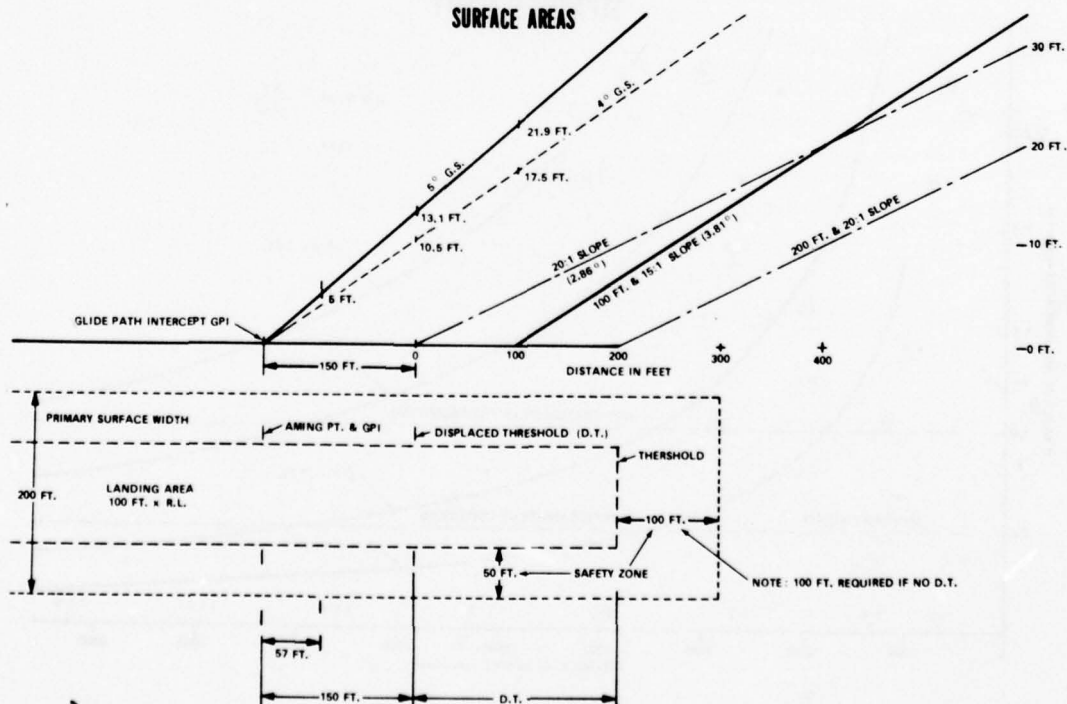 SURFACE AREAS
30 FT.
4° G.S.
21.9 FT.
5° G.S.
17.5 FT.
20 FT.
13.1 FT.
10.5 FT.
20:1 SLOPE
(2.86°)
100 FT. & 15:1 SLOPE (3.81°)
200 FT. & 20:1 SLOPE
10 FT.
5 FT.
GLIDE PATH INTERCEPT GPI
0 FT.
0
100
200
300
400
150 FT.
DISTANCE IN FEET
PRIMARY SURFACE WIDTH
AMING PT. & GPI
DISPLACED THRESHOLD (D.T.)
THERSHOLD
200 FT.
LANDING AREA
100 FT. x R.L.
100 FT.
50 FT.
SAFETY ZONE
NOTE: 100 FT. REQUIRED IF NO D.T.
57 FT.
150 FT.
D.T.